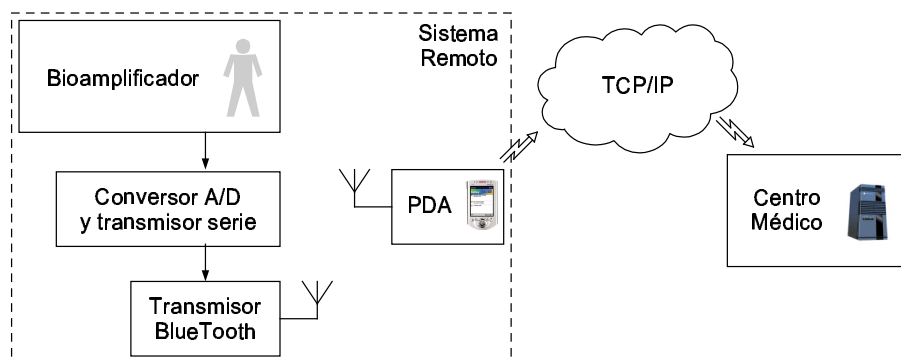 Sistema
Remoto
Bioamplificador
TCP/IP
Conversor A/D
y transmisor serie
PDA
Centro
Médico
Transmisor
BlueTooth